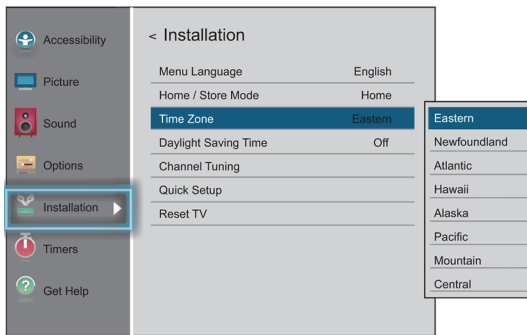 Accessibility
Picture
Sound
Options
Installation
Timers
Get Help
< Installation
Menu Language English
Home / Store Mode Home
Time Zone Eastern
Daylight Saving Time Off
Channel Tuning
Quick Setup
Reset TV
Eastern
Newfoundland
Atlantic
Hawaii
Alaska
Pacific
Mountain
Central